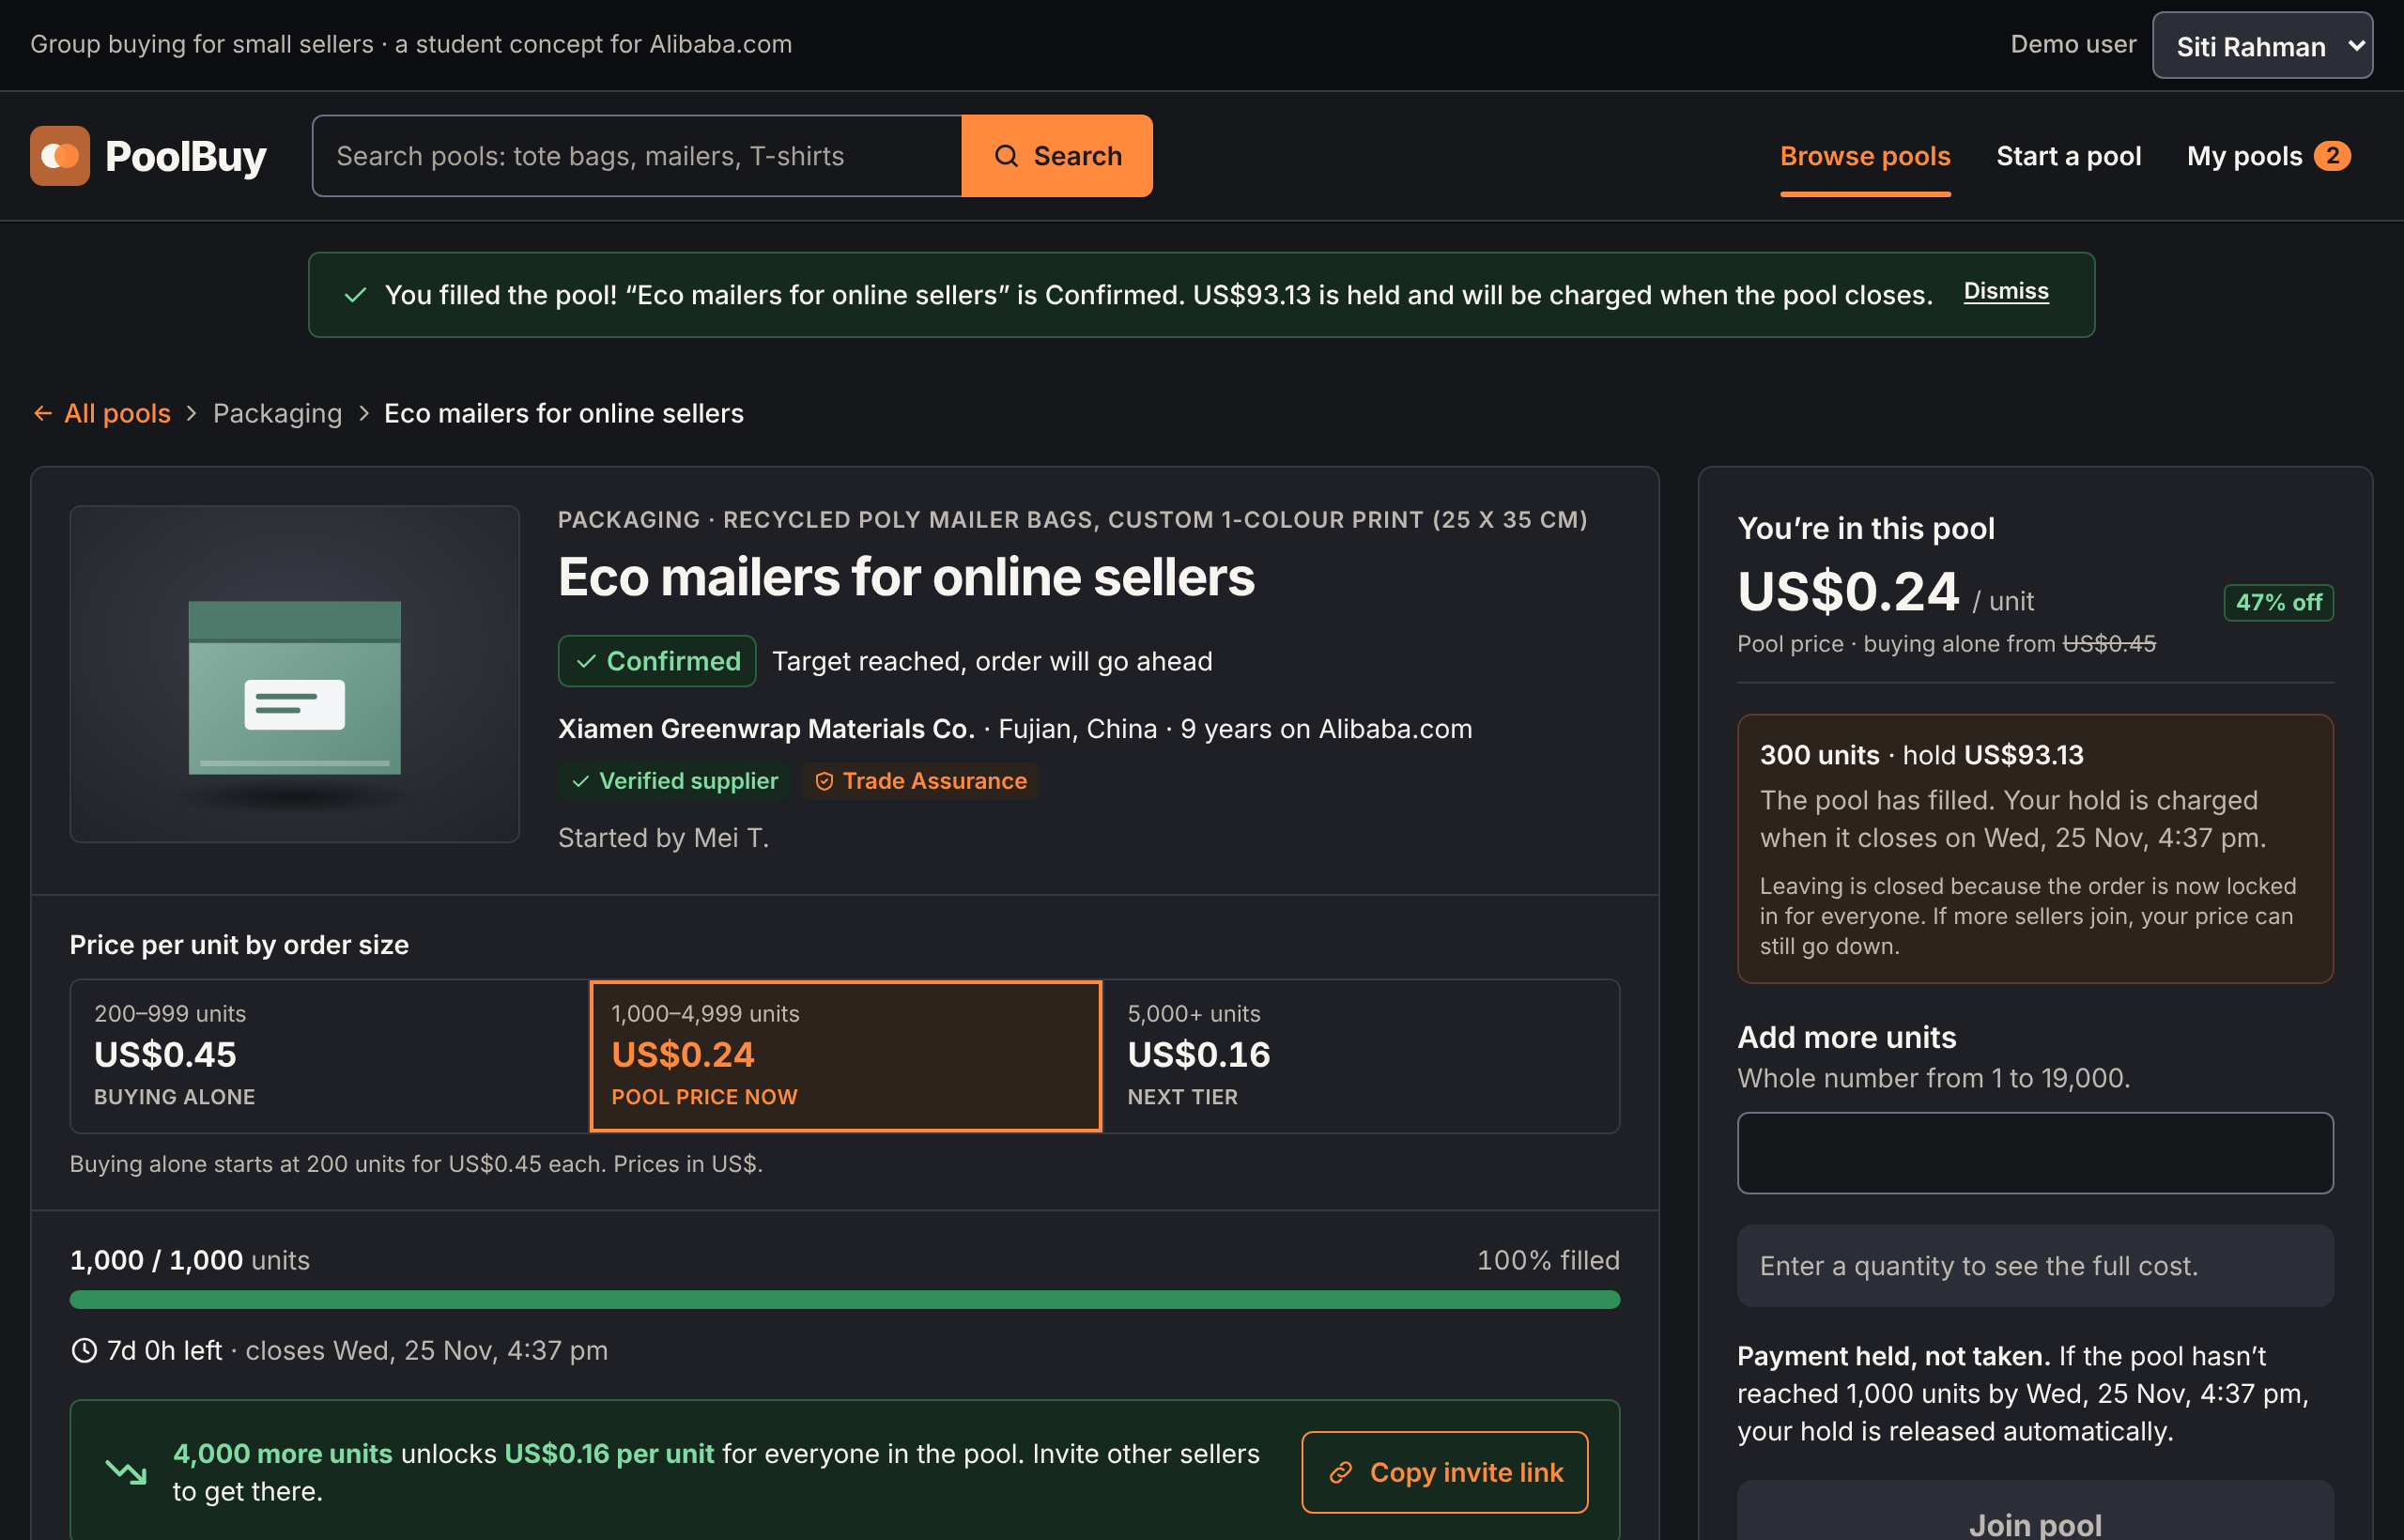 Group buying for small sellers · a student concept for Alibaba.com
Demo user
Siti Rahman
PoolBuy
Search pools: tote bags, mailers, T-shirts
Search
Browse pools
Start a pool
My pools 2
You filled the pool! “Eco mailers for online sellers” is Confirmed. US$93.13 is held and will be charged when the pool closes.
Dismiss
← All pools > Packaging > Eco mailers for online sellers
PACKAGING · RECYCLED POLY MAILER BAGS, CUSTOM 1-COLOUR PRINT (25 X 35 CM)
Eco mailers for online sellers
Confirmed
Target reached, order will go ahead
Xiamen Greenwrap Materials Co. · Fujian, China · 9 years on Alibaba.com
Verified supplier
Trade Assurance
Started by Mei T.
Price per unit by order size
200–999 units
US$0.45
BUYING ALONE
1,000–4,999 units
US$0.24
POOL PRICE NOW
5,000+ units
US$0.16
NEXT TIER
Buying alone starts at 200 units for US$0.45 each. Prices in US$.
1,000 / 1,000 units
100% filled
7d 0h left · closes Wed, 25 Nov, 4:37 pm
4,000 more units unlocks US$0.16 per unit for everyone in the pool. Invite other sellers
to get there.
Copy invite link
You’re in this pool
US$0.24 / unit
47% off
Pool price · buying alone from US$0.45
300 units · hold US$93.13
The pool has filled. Your hold is charged
when it closes on Wed, 25 Nov, 4:37 pm.
Leaving is closed because the order is now locked
in for everyone. If more sellers join, your price can
still go down.
Add more units
Whole number from 1 to 19,000.
Enter a quantity to see the full cost.
Payment held, not taken. If the pool hasn’t
reached 1,000 units by Wed, 25 Nov, 4:37 pm,
your hold is released automatically.
Join pool